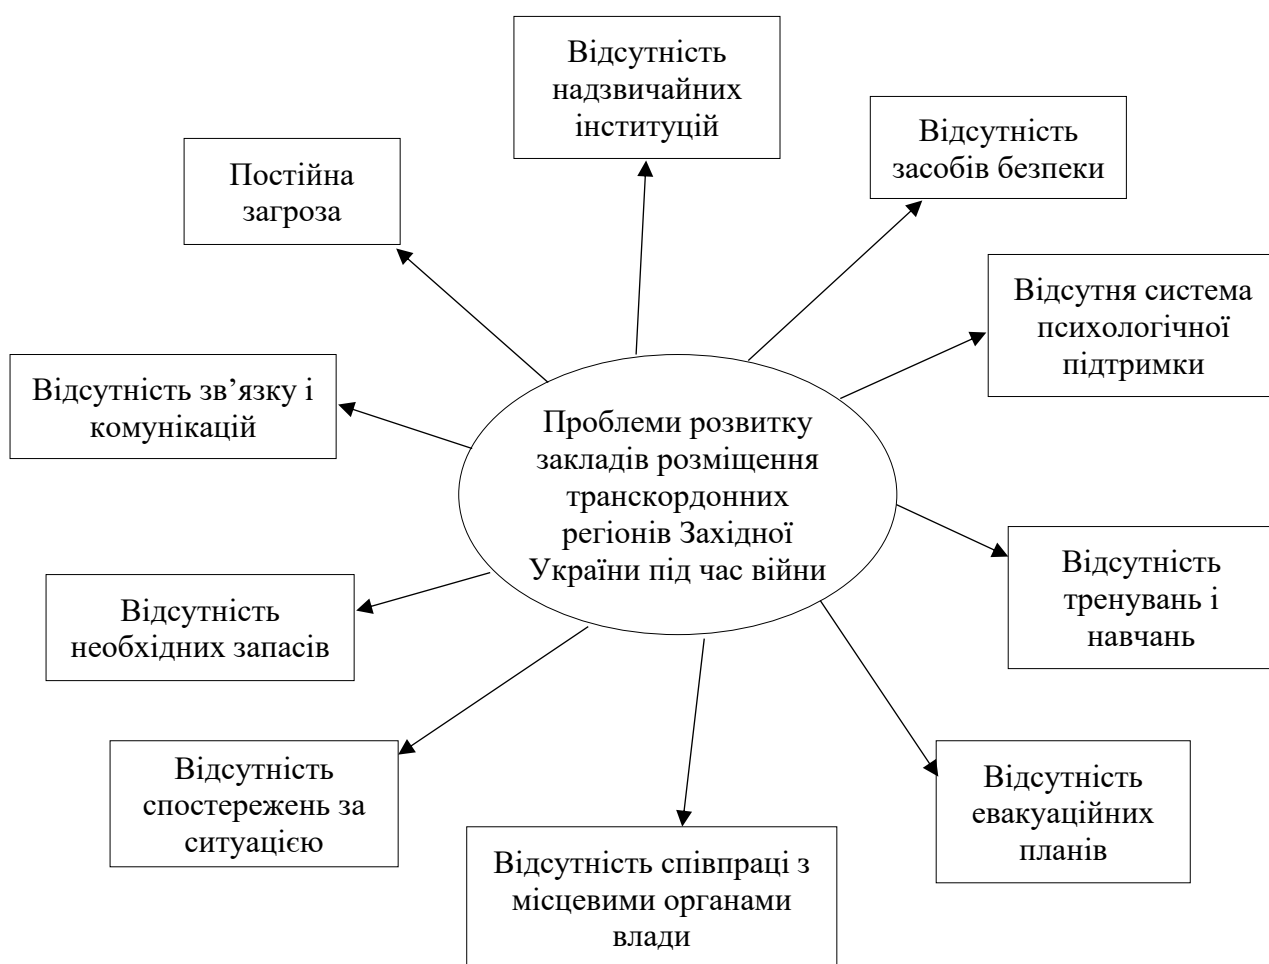 Відсутність
надзвичайних
інституцій
Відсутність
засобів безпеки
Постійна
загроза
Відсутня система
психологічної
підтримки
Відсутність зв’язку і
комунікацій
Проблеми розвитку
закладів розміщення
транскордонних
регіонів Західної
України під час війни
Відсутність
тренувань і
навчань
Відсутність
необхідних запасів
Відсутність
спостережень за
ситуацією
Відсутність
евакуаційних
планів
Відсутність співпраці з
місцевими органами
влади